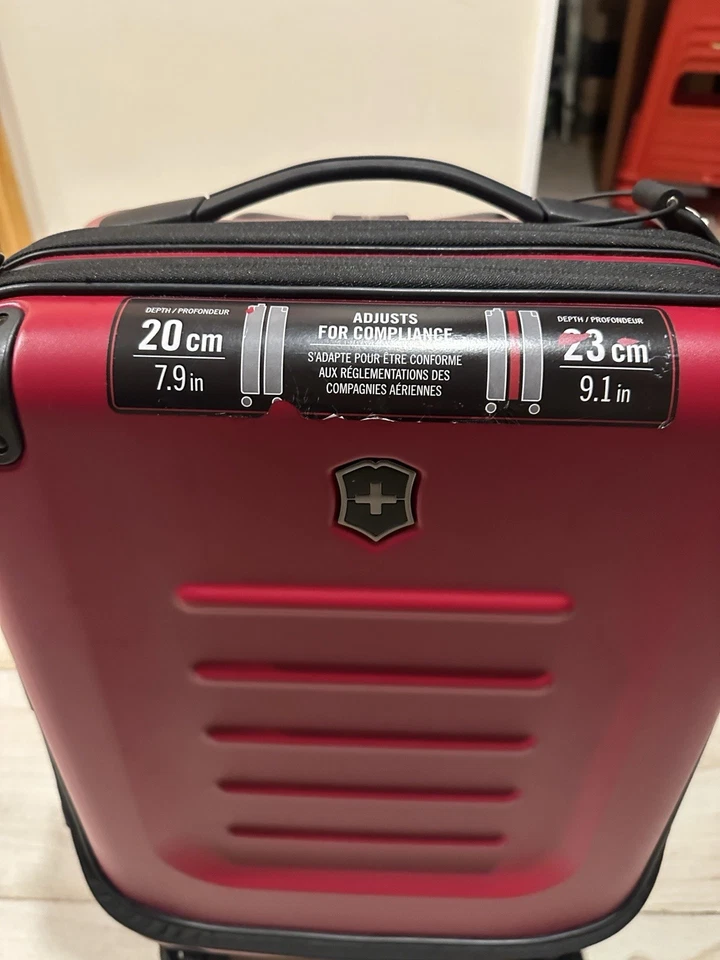 DEPTH / PROFONDEUR
20 cm
7.9 in
ADJUSTS
FOR COMPLIANCE
S'ADAPTE POUR ÊTRE CONFORME
AUX RÉGLEMENTATIONS DES
COMPAGNIES AÉRIENNES
DEPTH / PROFONDEUR
23 cm
9.1 in